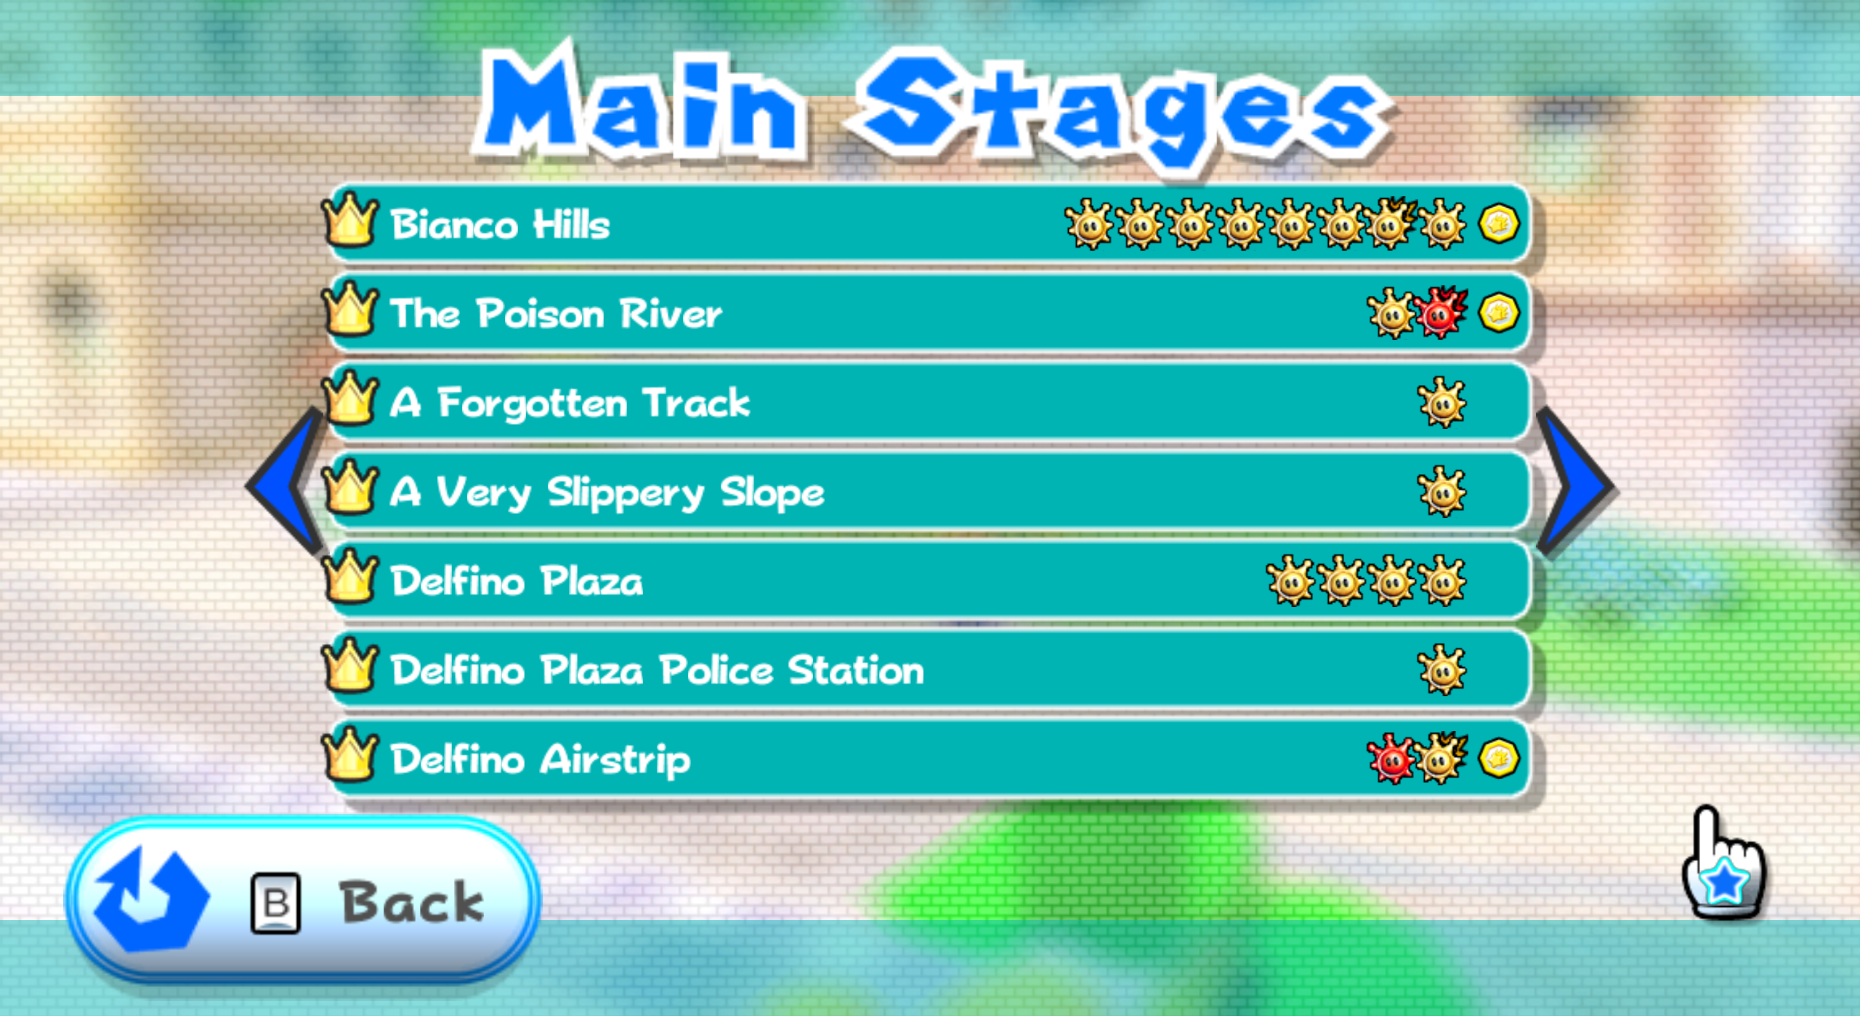 Main Stages
Bianco Hills
The Poison River
A Forgotten Track
A Very Slippery Slope
Delfino Plaza
Delfino Plaza Police Station
Delfino Airstrip
B Back